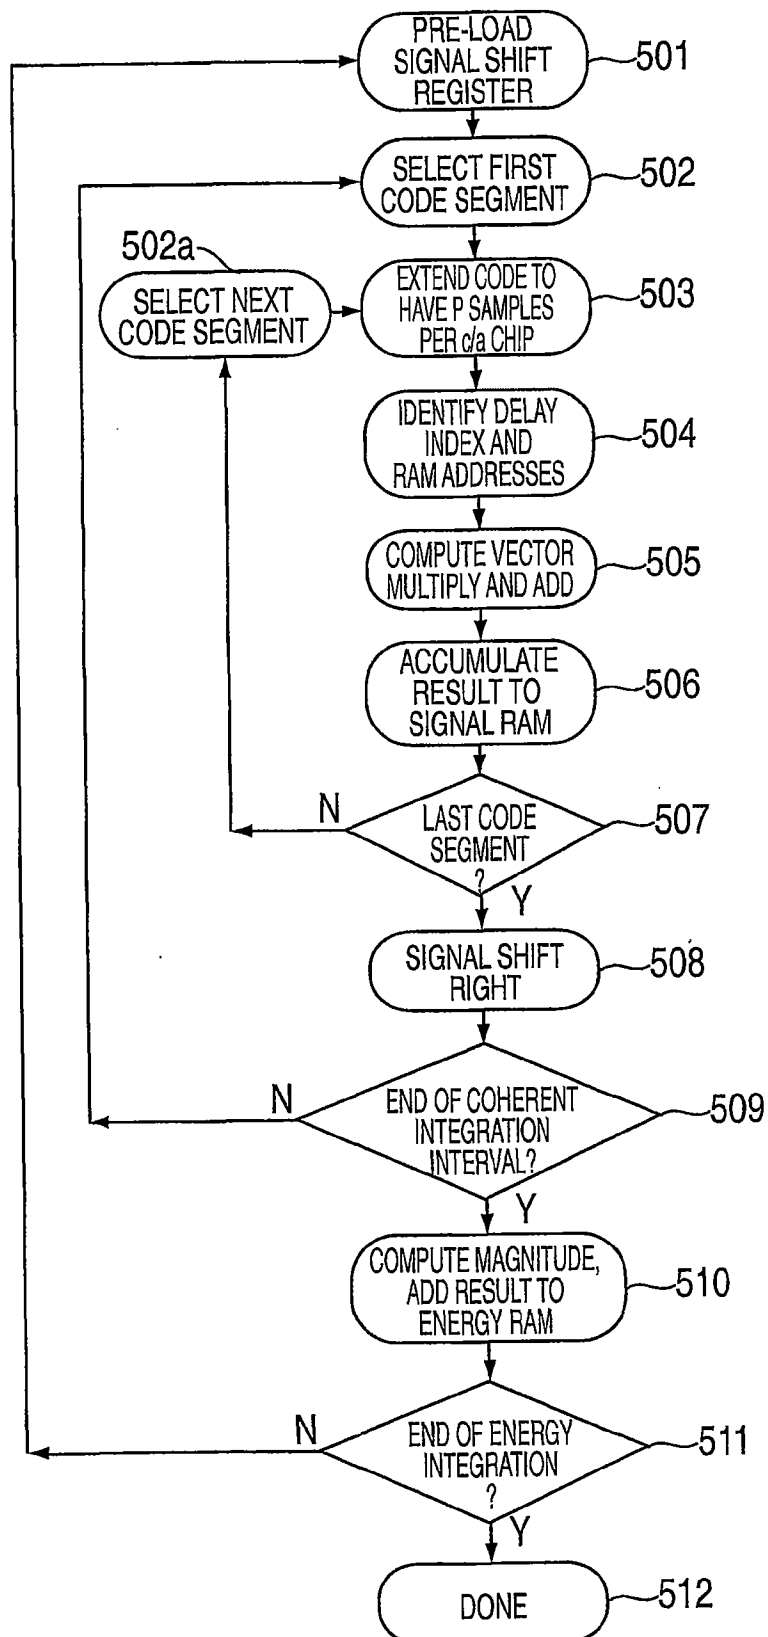 PRE-LOAD
SIGNAL SHIFT
REGISTER
501
SELECT FIRST
CODE SEGMENT
502
502a
SELECT NEXT
CODE SEGMENT
EXTEND CODE TO
HAVE P SAMPLES
PER c/a CHIP
503
IDENTIFY DELAY
INDEX AND
RAM ADDRESSES
504
COMPUTE VECTOR
MULTIPLY AND ADD
505
ACCUMULATE
RESULT TO
SIGNAL RAM
506
N
LAST CODE
SEGMENT
?
507
Y
SIGNAL SHIFT
RIGHT
508
N
END OF COHERENT
INTEGRATION
INTERVAL?
509
Y
COMPUTE MAGNITUDE,
ADD RESULT TO
ENERGY RAM
510
N
END OF ENERGY
INTEGRATION
?
511
Y
DONE
512